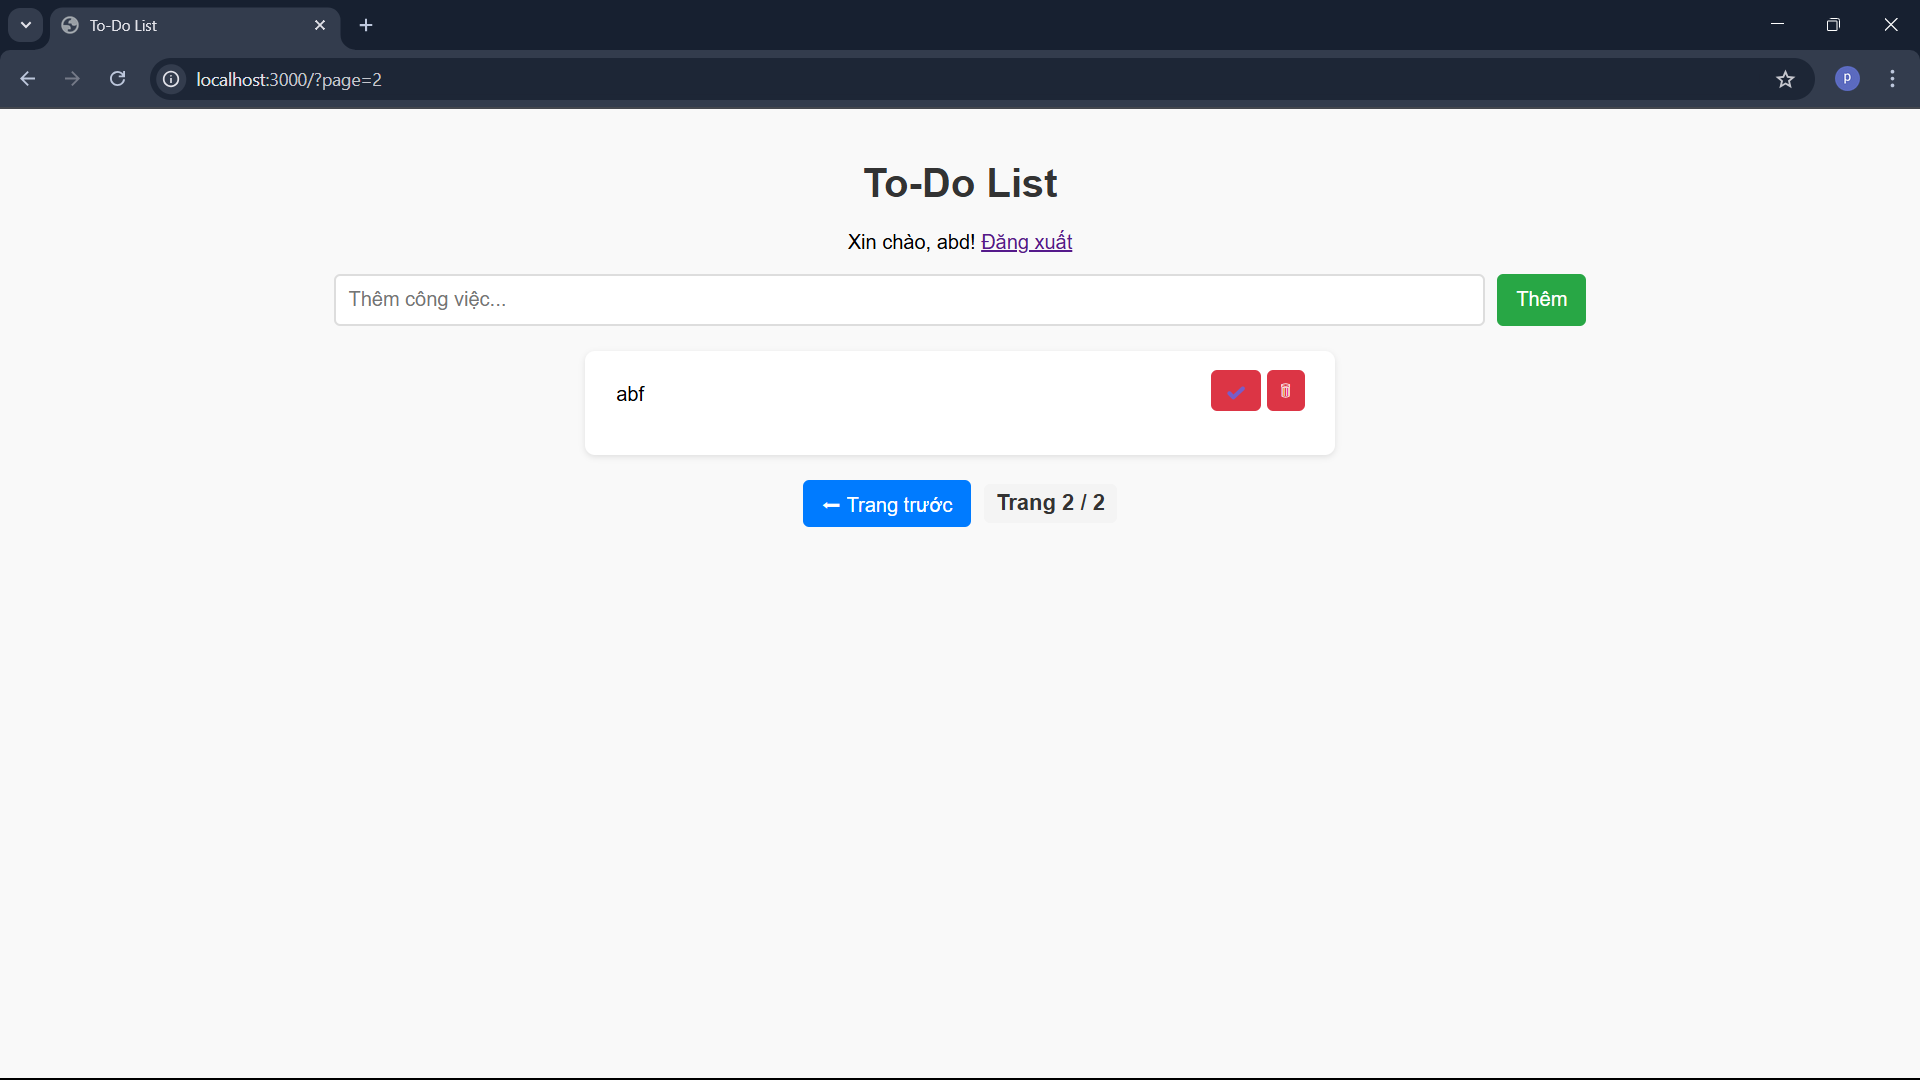 To-Do List
localhost:3000/?page=2
P
To-Do List
Xin chào, abd! Đăng xuất
Thêm công việc... Thêm
abf
← Trang trước Trang 2 / 2